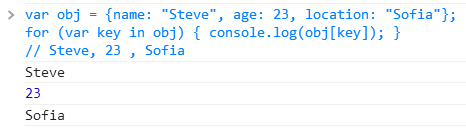 > var obj = {name: "Steve", age: 23, location: "Sofia"};
for (var key in obj) { console.log(obj[key]); }
// Steve, 23 , Sofia
Steve
23
Sofia